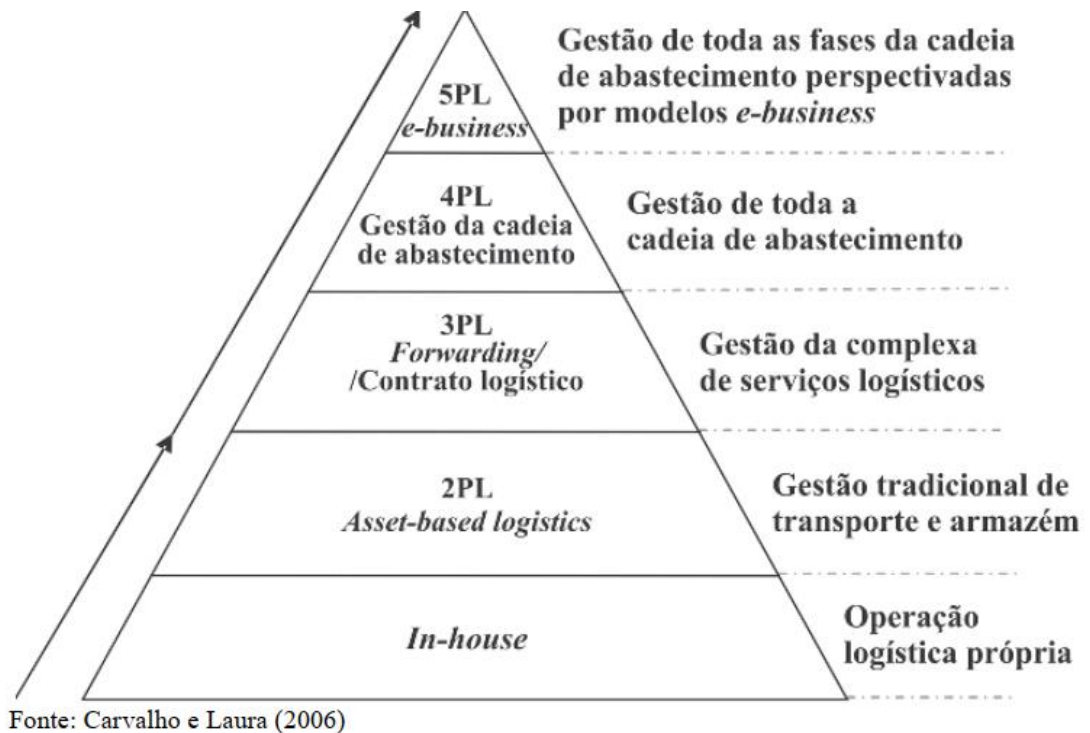 Gestão de toda as fases da cadeia
de abastecimento perspectivadas
por modelos e-business
5PL
e-business
4PL
Gestão da cadeia
de abastecimento
Gestão de toda a
cadeia de abastecimento
3PL
Forwarding/
/Contrato logístico
Gestão da complexa
de serviços logísticos
2PL
Asset-based logistics
Gestão tradicional de
transporte e armazém
In-house
Operação
logística própria
Fonte: Carvalho e Laura (2006)